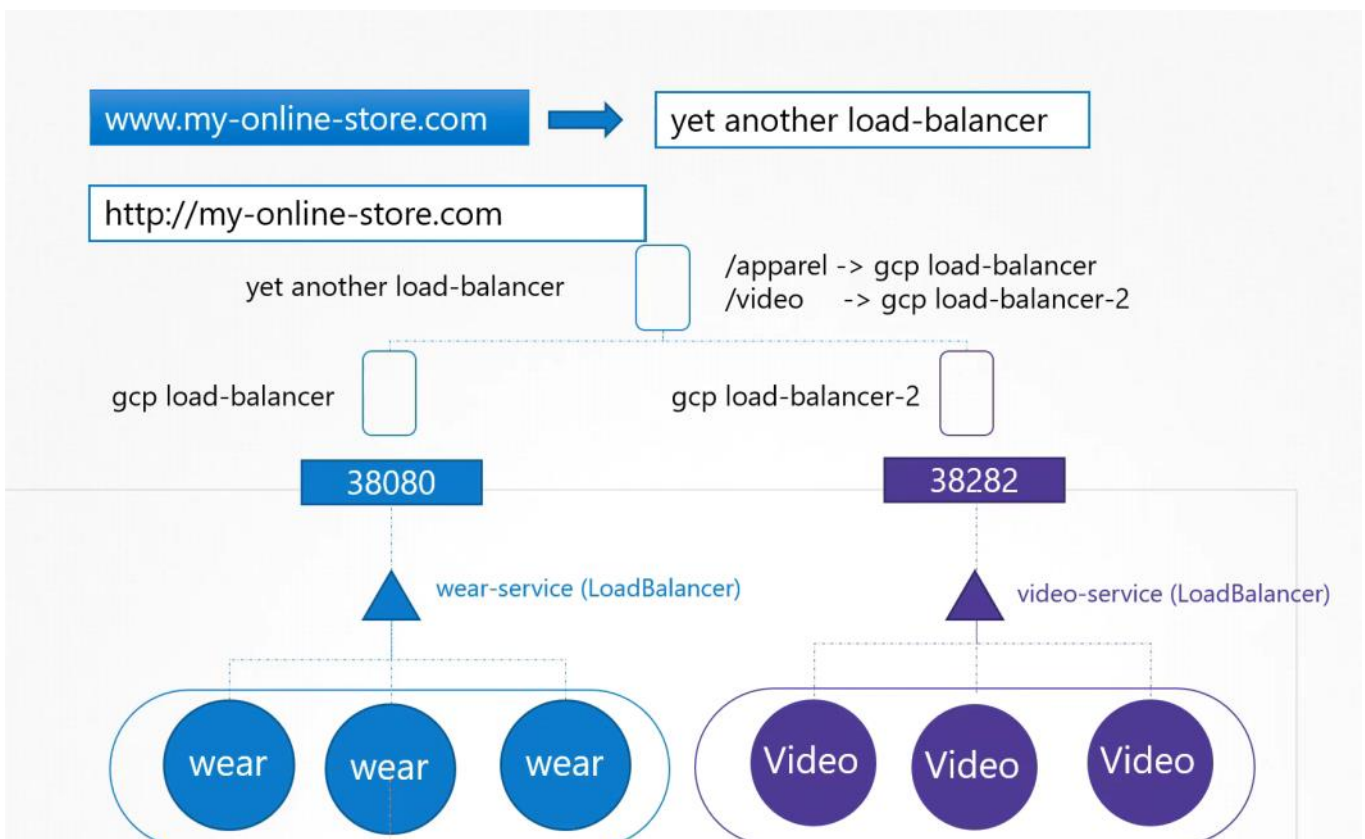 www.my-online-store.com
yet another load-balancer
http://my-online-store.com
yet another load-balancer
/apparel -> gcp load-balancer
/video -> gcp load-balancer-2
gcp load-balancer
gcp load-balancer-2
38080
38282
wear-service (LoadBalancer)
video-service (LoadBalancer)
wear
wear
wear
Video
Video
Video